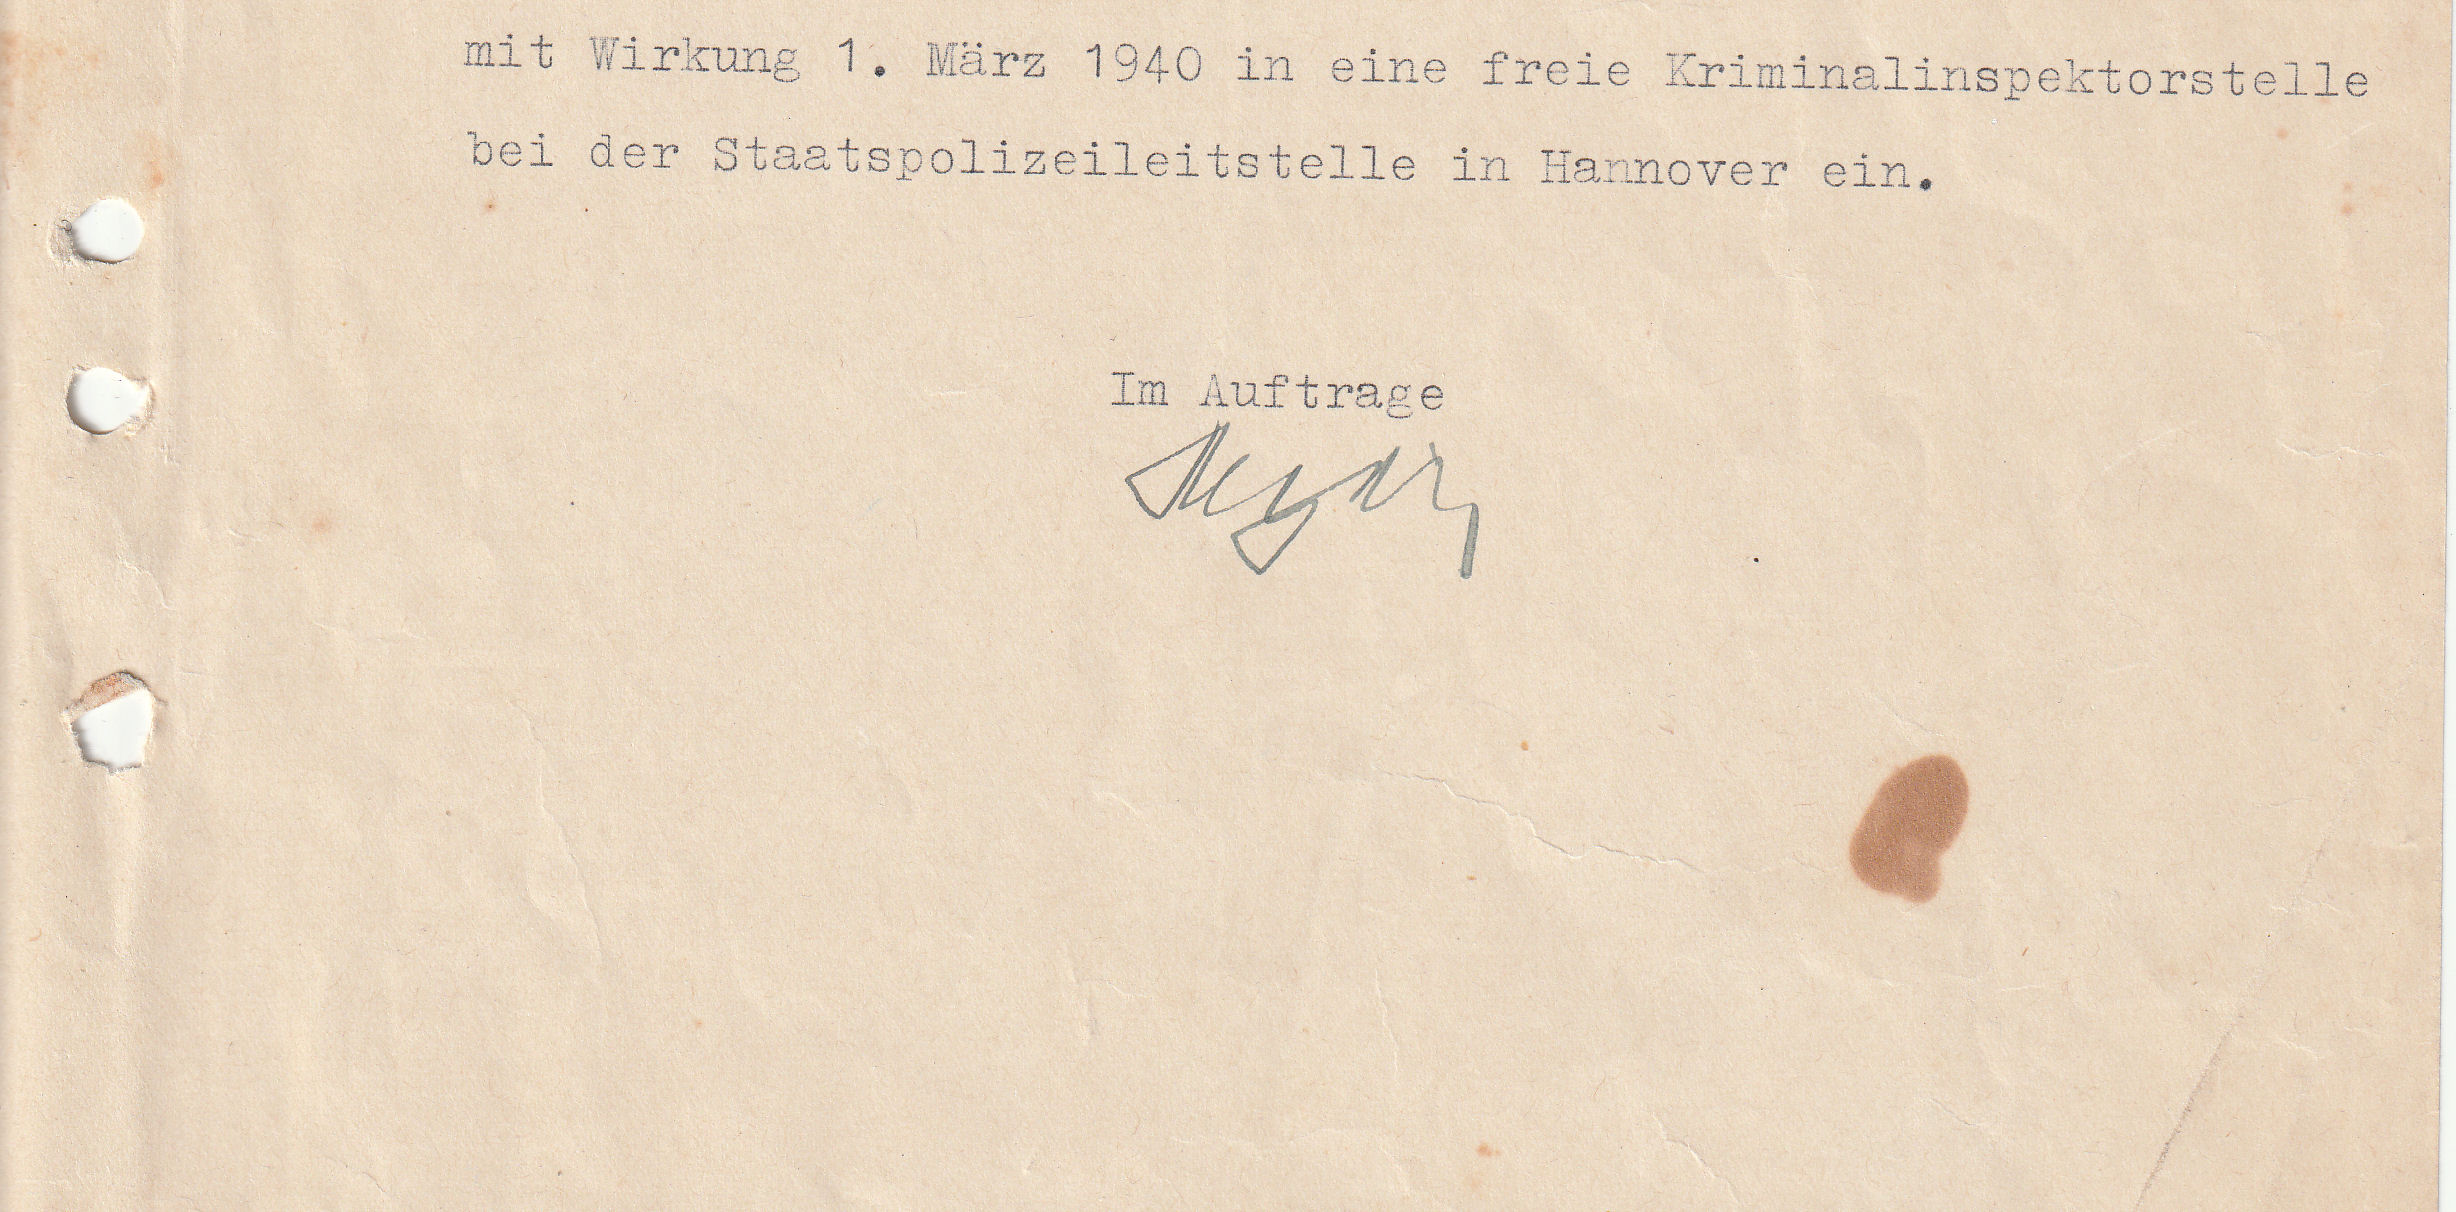 mit Wirkung 1. März 1940 in eine freie Kriminalinspektorstelle
bei der Staatspolizeileitstelle in Hannover ein.
Im Auftrage